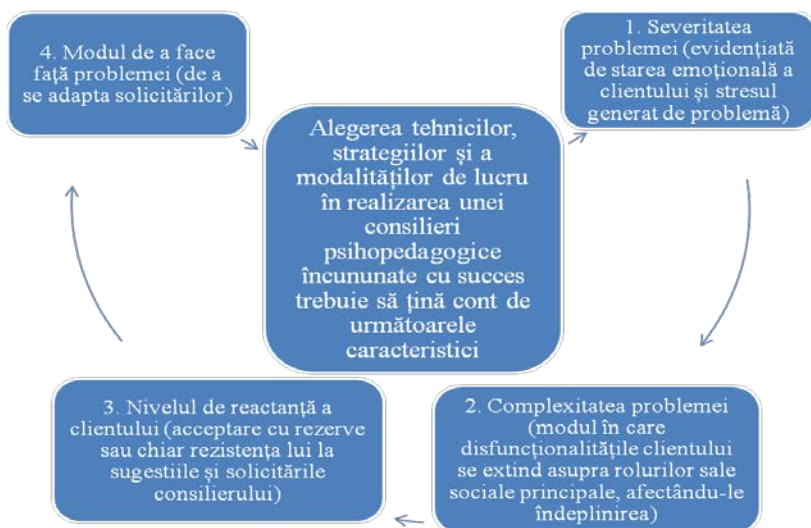 Alegerea tehnicilor,
strategiilor și a
modalităților de lucru
în realizarea unei
consilieri
psihopedagogice
încununate cu succes
trebuie să țină cont de
următoarele
caracteristici
1. Severitatea
problemei (evidențiată
de starea emoțională a
clientului și stresul
generat de problemă)
2. Complexitatea problemei
(modul în care
disfuncționalitățile clientului
se extind asupra rolurilor sale
sociale principale, afectându-le
îndeplinirea)
3. Nivelul de reactanță a
clientului (acceptare cu rezerve
sau chiar rezistența lui la
sugestiile și solicitările
consilierului)
4. Modul de a face
față problemei (de a
se adapta solicitărilor)